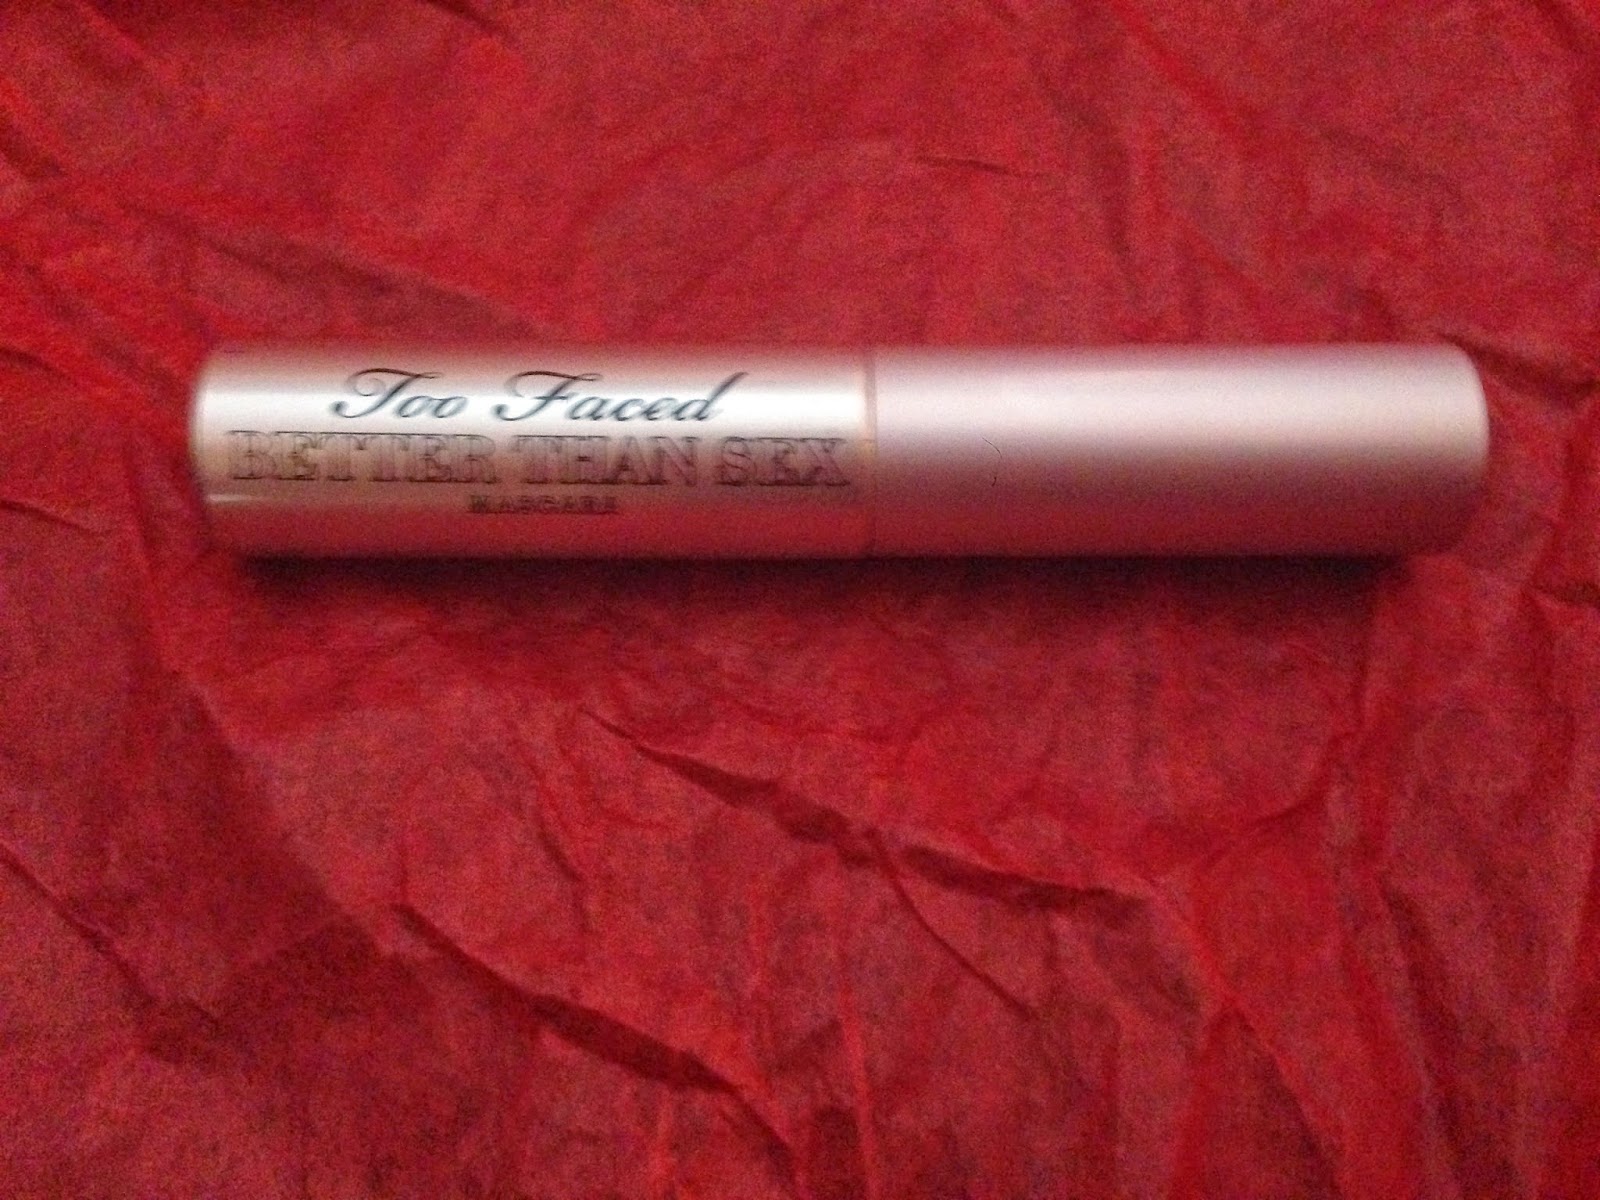 Too Faced
BETTER THAN SEX
MASCARA